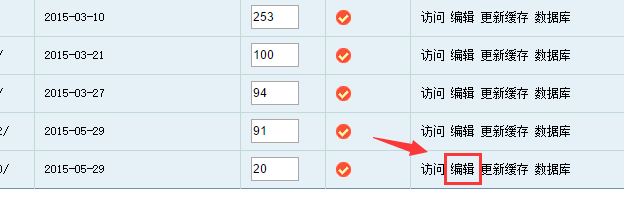 2015-03-10 253 访问 编辑 更新缓存 数据库
/ 2015-03-21 100 访问 编辑 更新缓存 数据库
/ 2015-03-27 94 访问 编辑 更新缓存 数据库
2/ 2015-05-29 91 访问 编辑 更新缓存 数据库
0/ 2015-05-29 20 访问 编辑 更新缓存 数据库